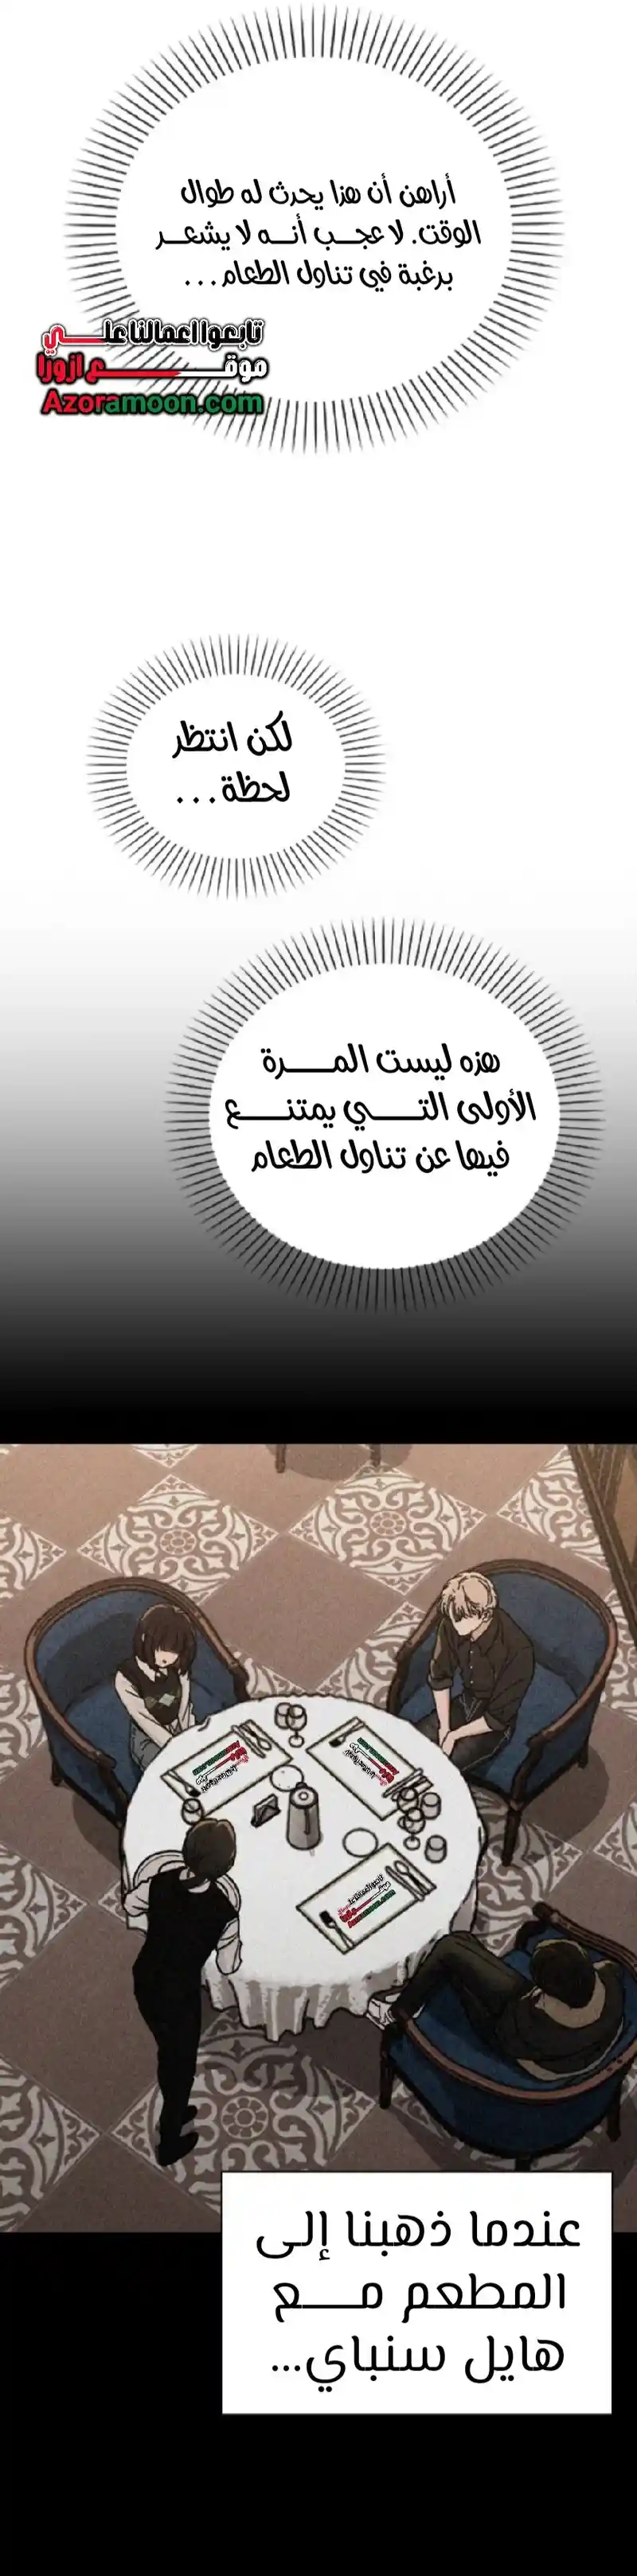 أراهن أن هذا يحدث له طوال
الوقت. لا عجب أنه لا يشعر
برغبة في تناول الطعام...
تابعوا اعمالنا علي
موقع ازورا
Azoramoon.com
لكن انتظر
لحظة...
هذه ليست المرة
الأولى التي يمتنع
فيها عن تناول الطعام
عندما ذهبنا إلى
المطعم مع
هايل سنباي...